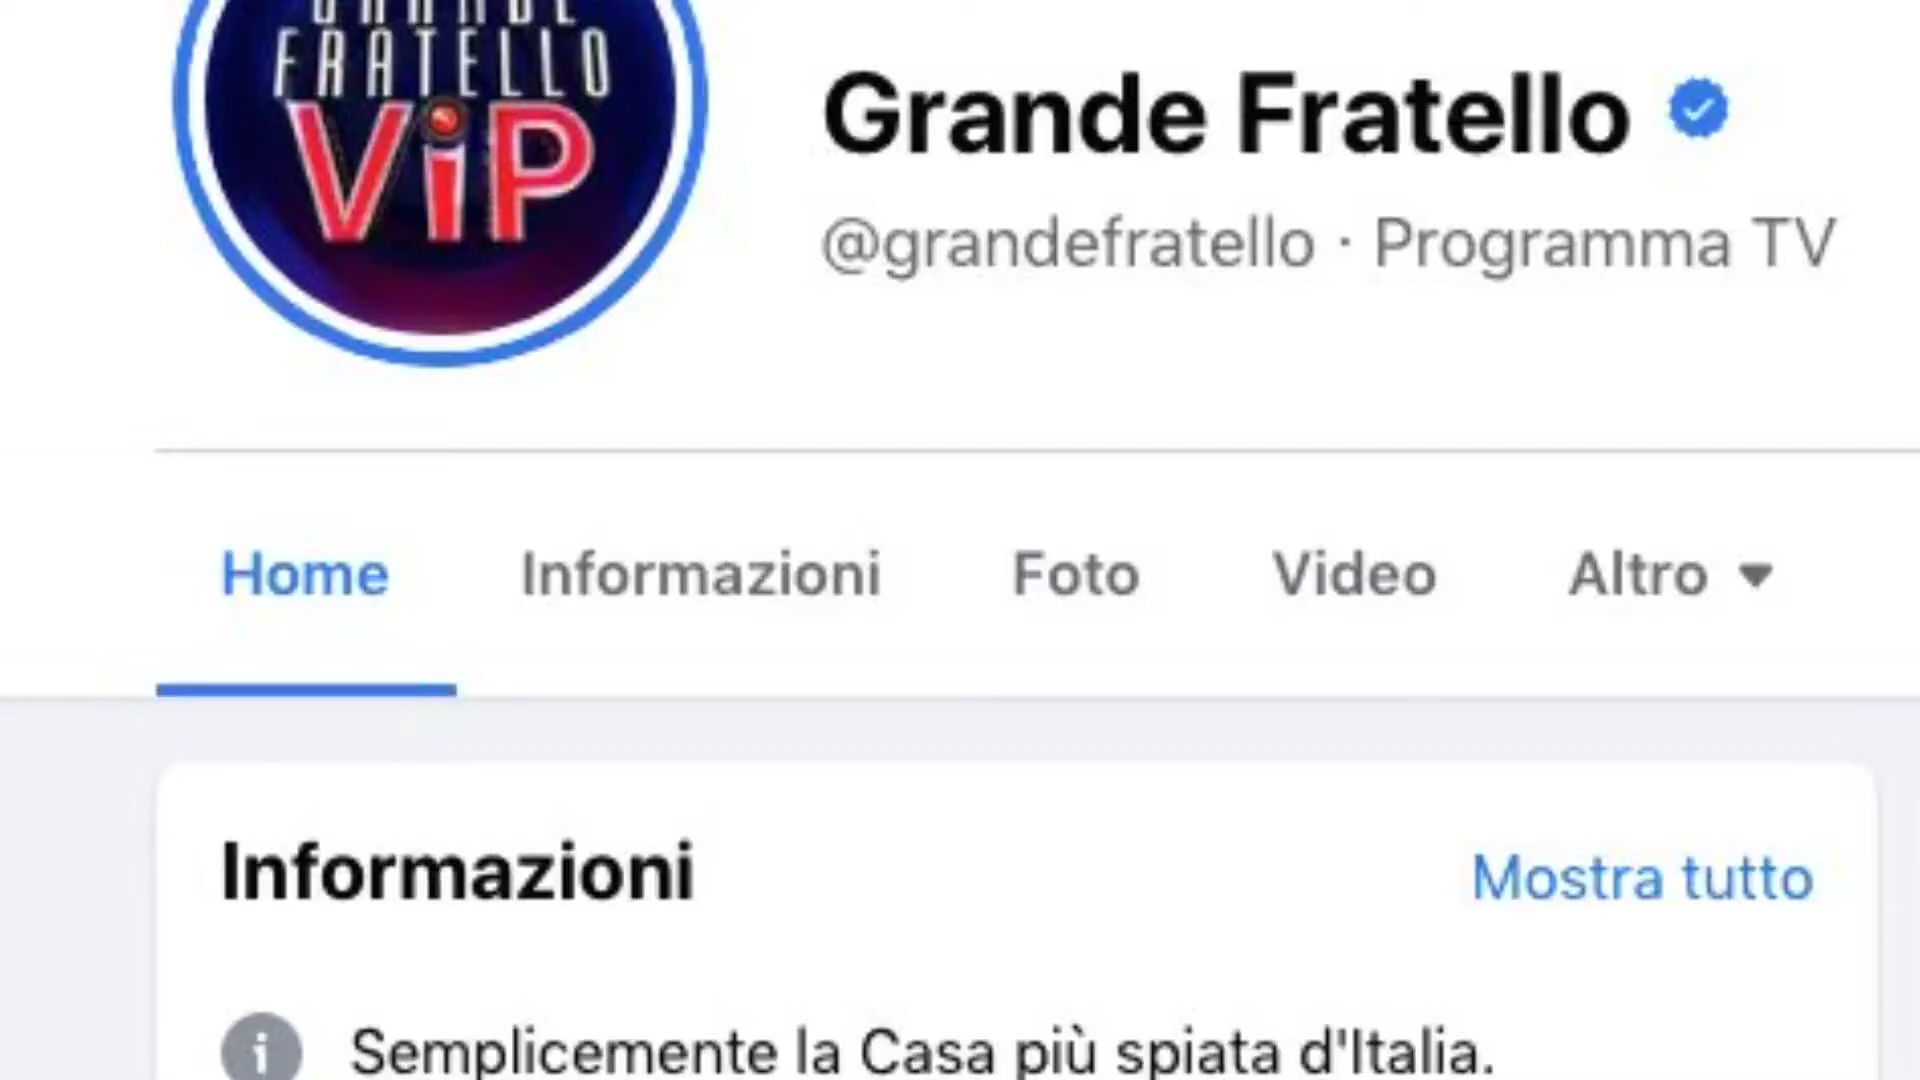 GRANDE
FRATELLO
ViP
Grande Fratello
@grandefratello · Programma TV
Home Informazioni Foto Video Altro
Informazioni Mostra tutto
Semplicemente la Casa più spiata d'Italia.